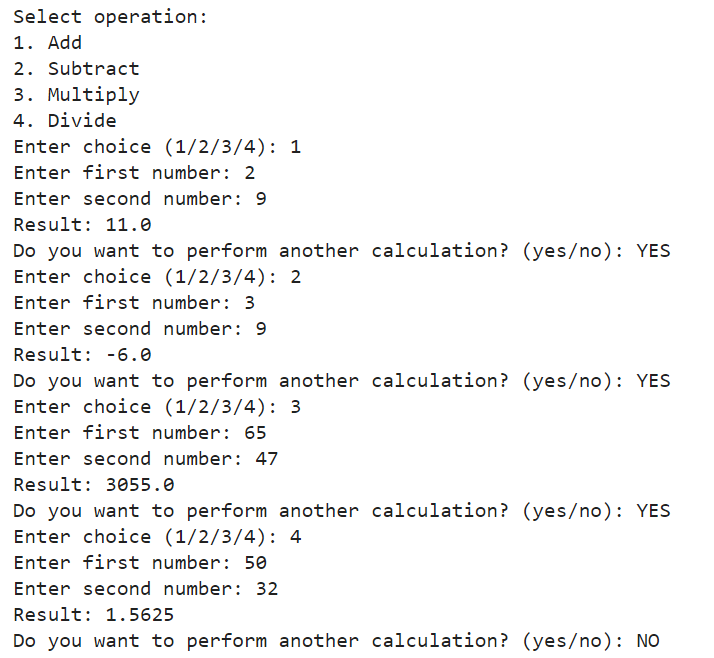 Select operation:
1. Add
2. Subtract
3. Multiply
4. Divide
Enter choice (1/2/3/4): 1
Enter first number: 2
Enter second number: 9
Result: 11.0
Do you want to perform another calculation? (yes/no): YES
Enter choice (1/2/3/4): 2
Enter first number: 3
Enter second number: 9
Result: -6.0
Do you want to perform another calculation? (yes/no): YES
Enter choice (1/2/3/4): 3
Enter first number: 65
Enter second number: 47
Result: 3055.0
Do you want to perform another calculation? (yes/no): YES
Enter choice (1/2/3/4): 4
Enter first number: 50
Enter second number: 32
Result: 1.5625
Do you want to perform another calculation? (yes/no): NO